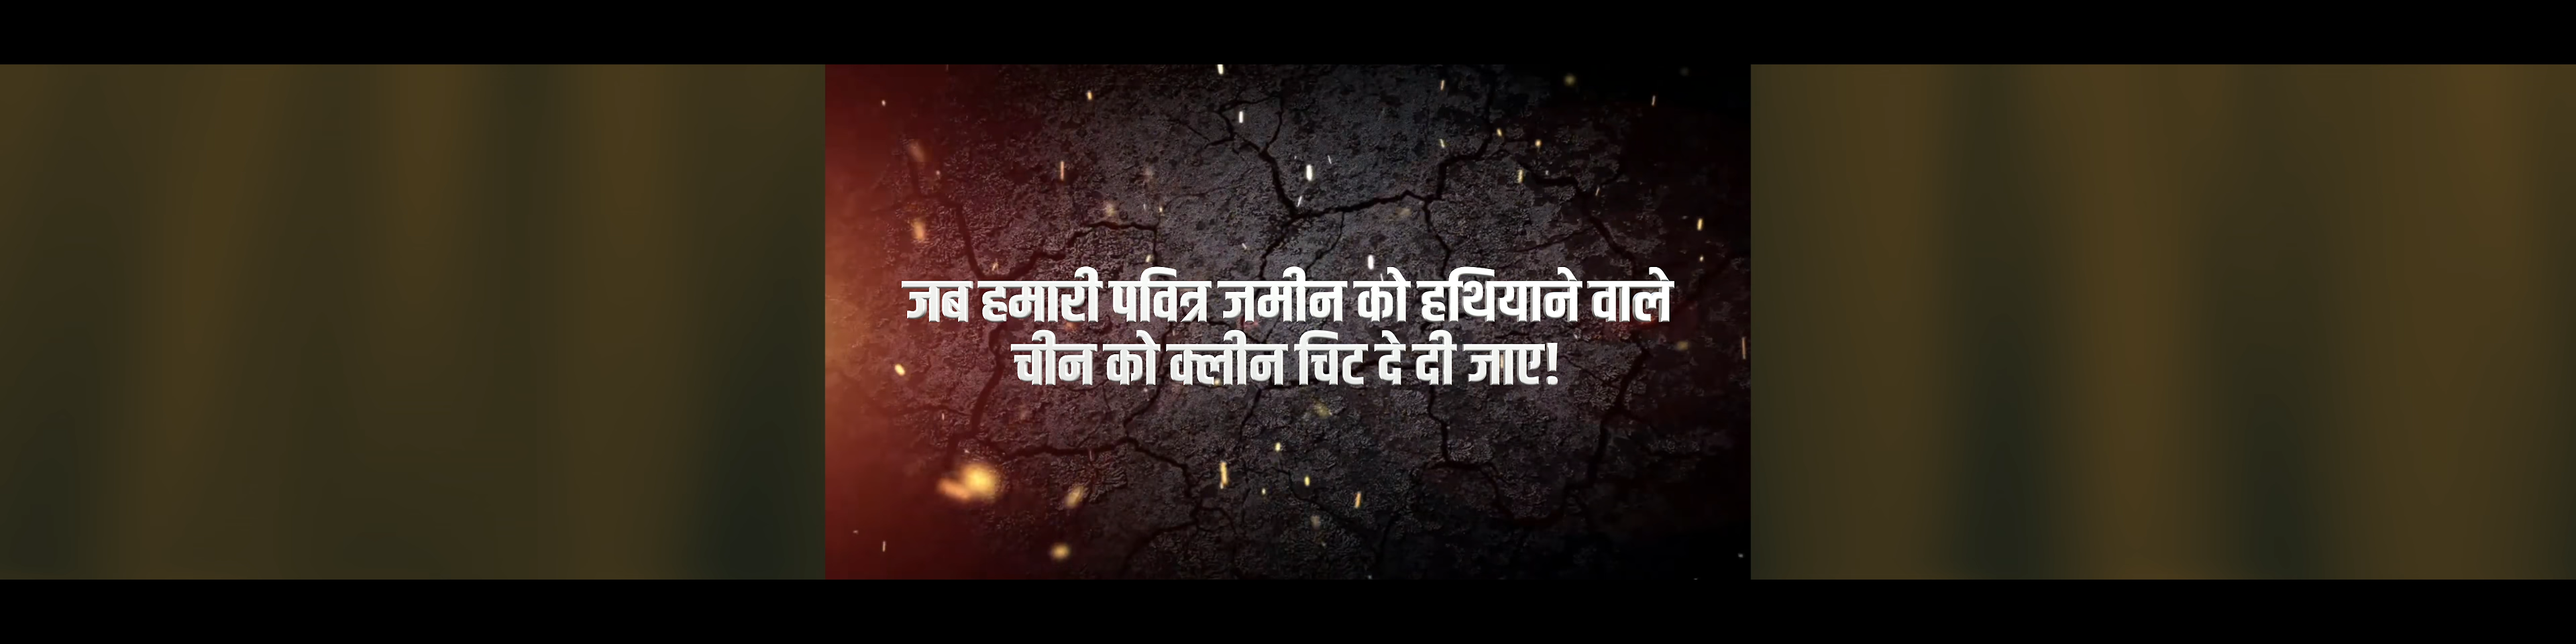 जब हमारी पवित्र जमीन को हथियाने वाले
चीन को क्लीन चिट दे दी जाए!